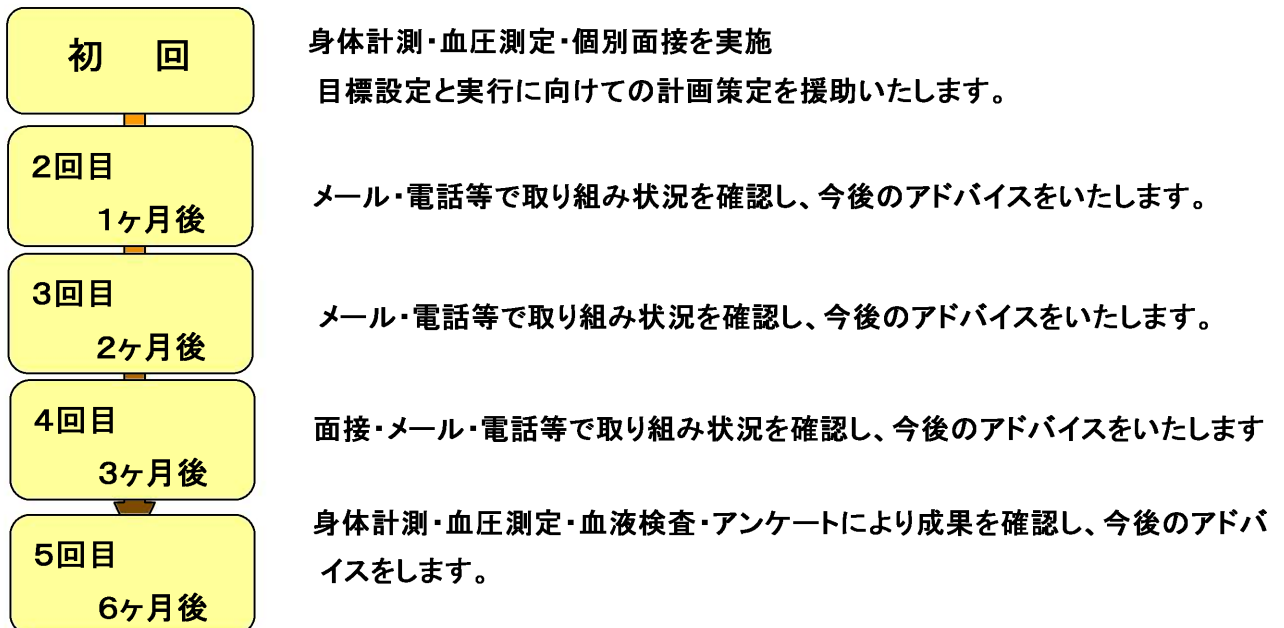 初 回
身体計測・血圧測定・個別面接を実施
目標設定と実行に向けての計画策定を援助いたします。
2回目
1ヶ月後
メール・電話等で取り組み状況を確認し、今後のアドバイスをいたします。
3回目
2ヶ月後
メール・電話等で取り組み状況を確認し、今後のアドバイスをいたします。
4回目
3ヶ月後
面接・メール・電話等で取り組み状況を確認し、今後のアドバイスをいたします
5回目
6ヶ月後
身体計測・血圧測定・血液検査・アンケートにより成果を確認し、今後のアドバ
イスをします。